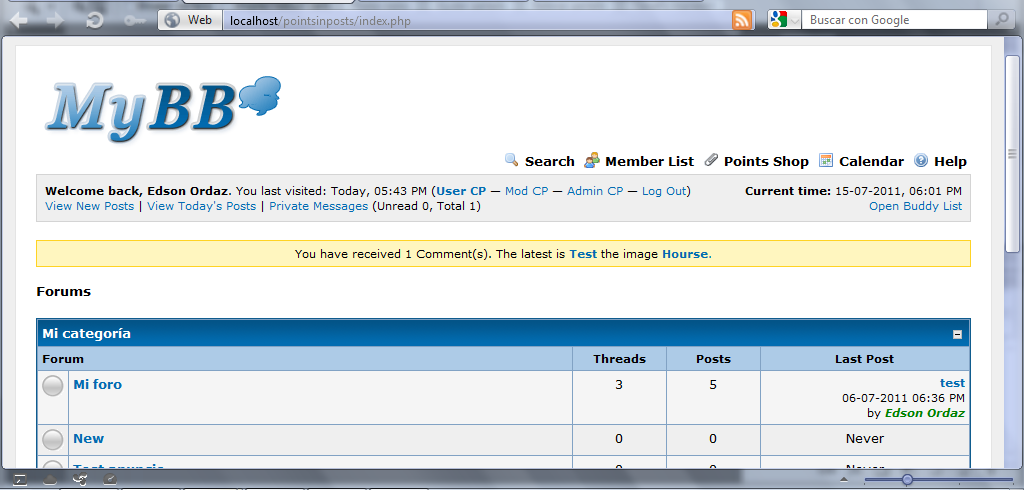 Web localhost/pointsinposts/index.php Buscar con Google
MyBB
Search Member List Points Shop Calendar Help
Welcome back, Edson Ordaz. You last visited: Today, 05:43 PM (User CP — Mod CP — Admin CP — Log Out) Current time: 15-07-2011, 06:01 PM
View New Posts | View Today's Posts | Private Messages (Unread 0, Total 1) Open Buddy List
You have received 1 Comment(s). The latest is Test the image Hourse.
Forums
Mi categoría
Forum Threads Posts Last Post
Mi foro 3 5 test
06-07-2011 06:36 PM
by Edson Ordaz
New 0 0 Never